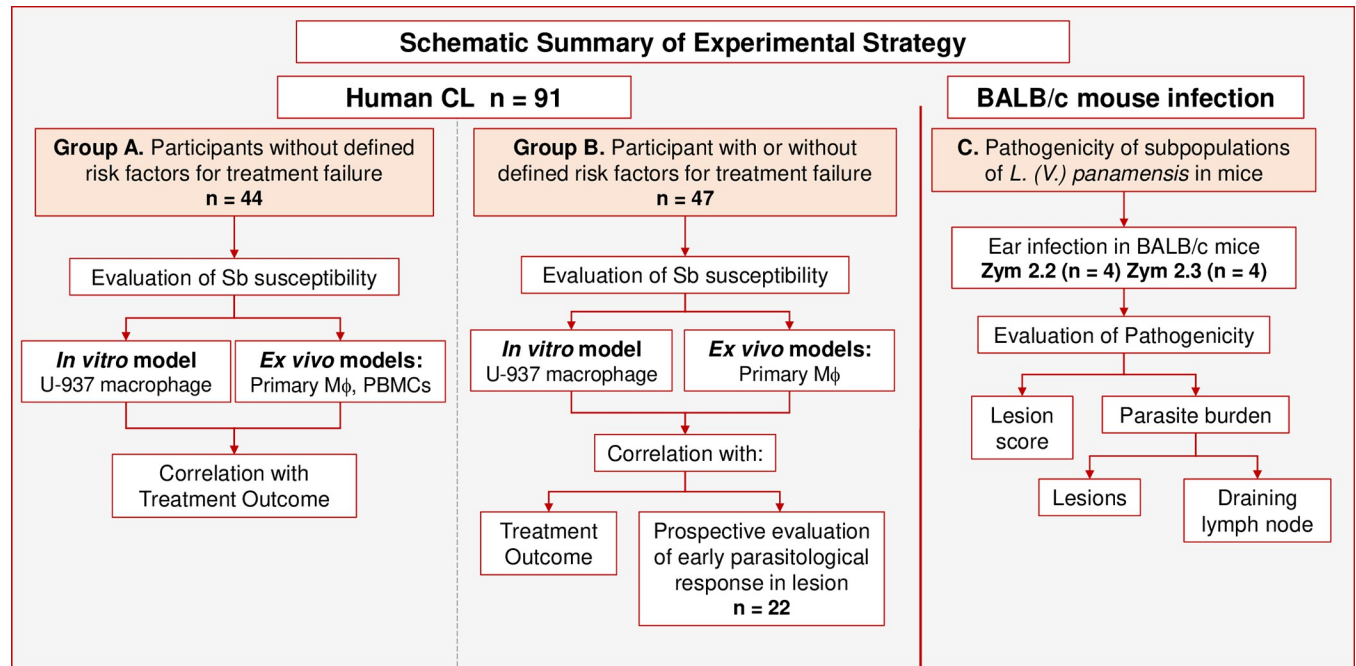 Schematic Summary of Experimental Strategy
Human CL n = 91
Group A. Participants without defined
risk factors for treatment failure
n = 44
Evaluation of Sb susceptibility
In vitro model
U-937 macrophage
Ex vivo models:
Primary Mϕ, PBMCs
Correlation with
Treatment Outcome
Group B. Participant with or without
defined risk factors for treatment failure
n = 47
Evaluation of Sb susceptibility
In vitro model
U-937 macrophage
Ex vivo models:
Primary Mϕ
Correlation with:
Treatment
Outcome
Prospective evaluation
of early parasitological
response in lesion
n = 22
BALB/c mouse infection
C. Pathogenicity of subpopulations
of L. (V.) panamensis in mice
Ear infection in BALB/c mice
Zym 2.2 (n = 4) Zym 2.3 (n = 4)
Evaluation of Pathogenicity
Lesion
score
Parasite burden
Lesions
Draining
lymph node